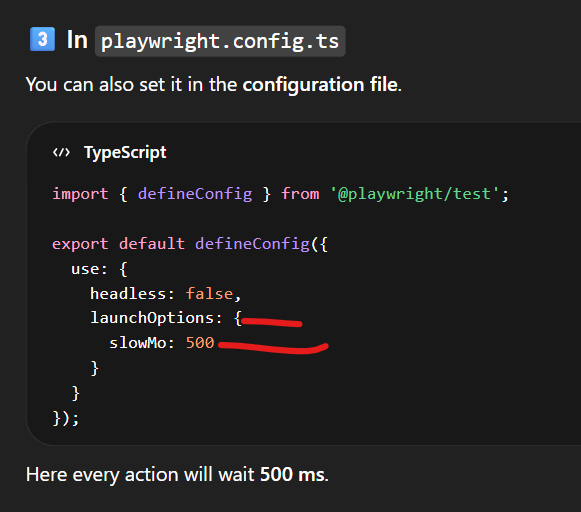 3 In playwright.config.ts
You can also set it in the configuration file.
</> TypeScript
import { defineConfig } from '@playwright/test';
export default defineConfig({
  use: {
    headless: false,
    launchOptions: {
      slowMo: 500
    }
  }
});
Here every action will wait 500 ms.